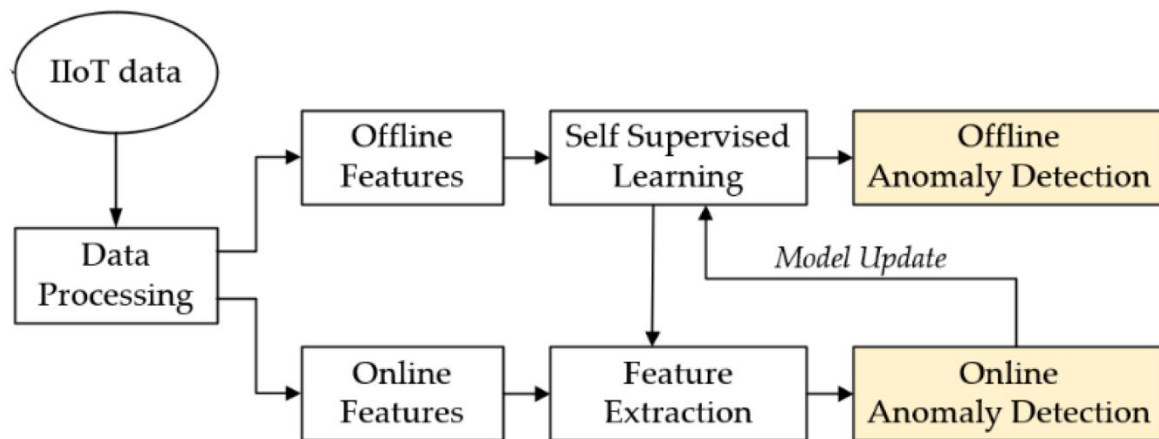 IIoT data
Offline
Features
Self Supervised
Learning
Offline
Anomaly Detection
Data
Processing
Model Update
Online
Features
Feature
Extraction
Online
Anomaly Detection